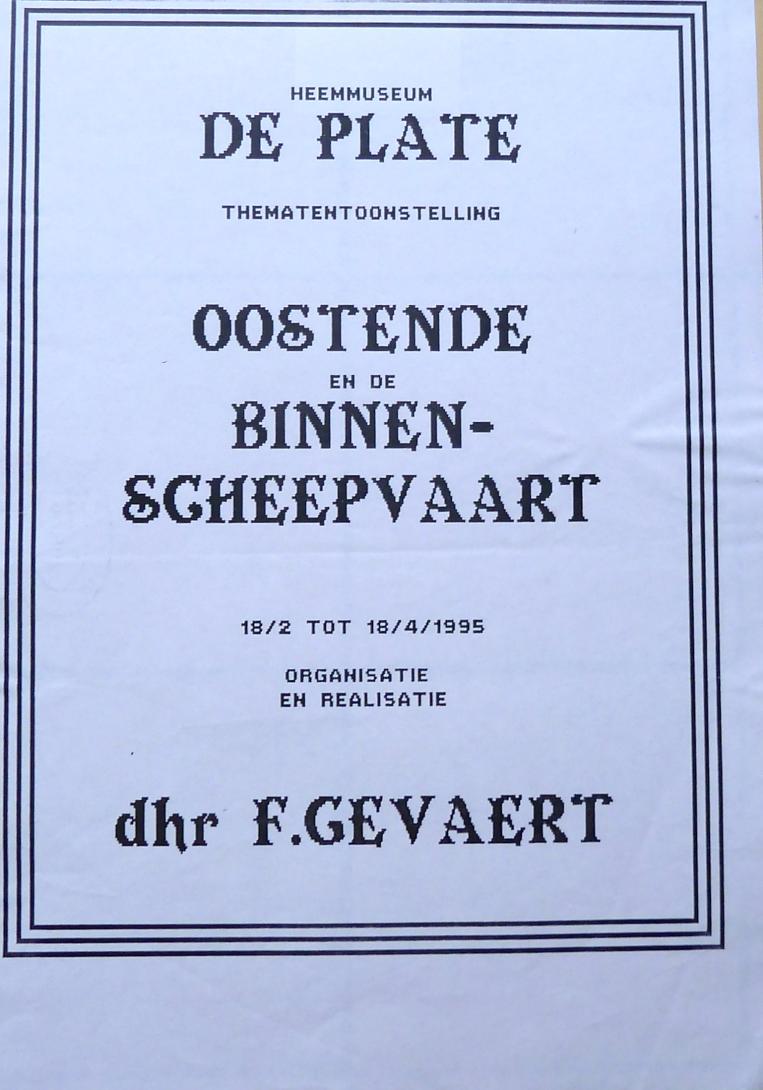 HEEMMUSEUM
DE PLATE
THEMATENTOONSTELLING
OOSTENDE
EN DE
BINNEN-
SCHEEPVAART
18/2 TOT 18/4/1995
ORGANISATIE
EN REALISATIE
dhr F.GEVAERT